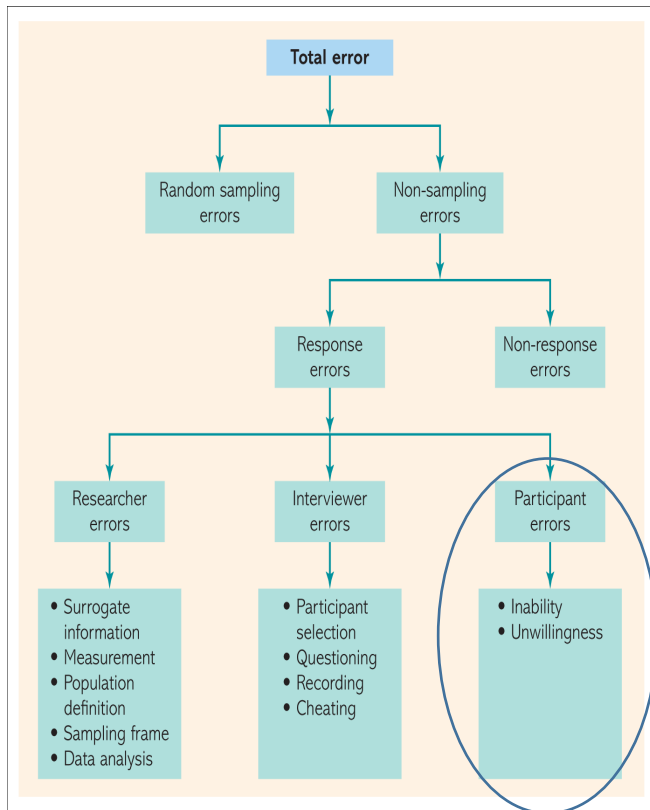 Total error
Random sampling
errors
Non-sampling
errors
Response
errors
Non-response
errors
Researcher
errors
Interviewer
errors
Participant
errors
• Surrogate
information
• Measurement
• Population
definition
• Sampling frame
• Data analysis
• Participant
selection
• Questioning
• Recording
• Cheating
• Inability
• Unwillingness